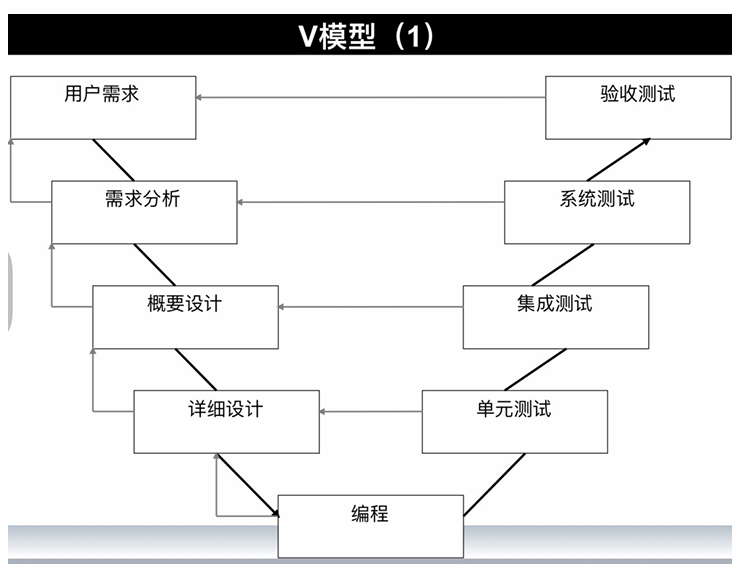 V模型（1）
用户需求
验收测试
需求分析
系统测试
概要设计
集成测试
详细设计
单元测试
编程